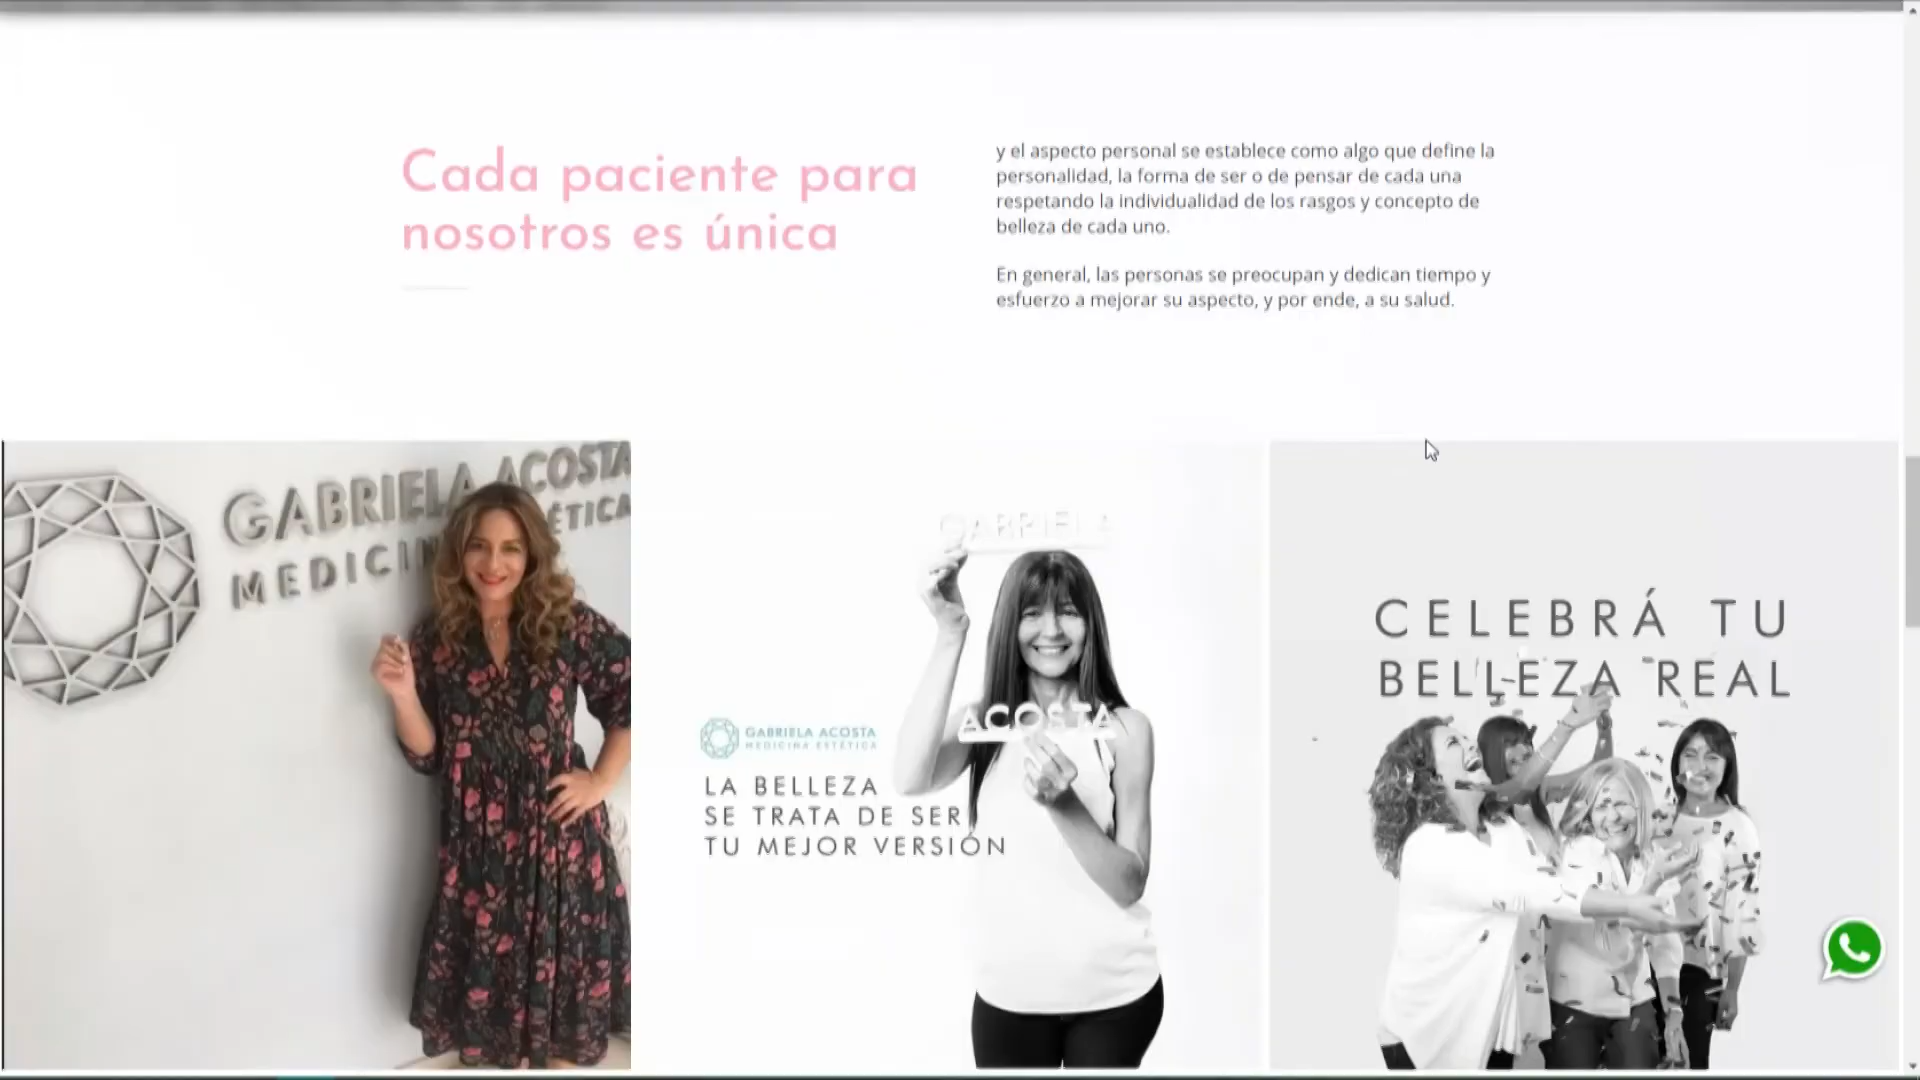 Cada paciente para
nosotros es única
y el aspecto personal se establece como algo que define la
personalidad, la forma de ser o de pensar de cada una
respetando la individualidad de los rasgos y concepto de
belleza de cada uno.
En general, las personas se preocupan y dedican tiempo y
esfuerzo a mejorar su aspecto, y por ende, a su salud.
GABRIELA ACOSTA
MEDICIN ÉTICA
GABRIELA
ACOSTA
GABRIELA ACOSTA
MEDICINA ESTÉTICA
LA BELLEZA
SE TRATA DE SER
TU MEJOR VERSIÓN
CELEBRÁ TU
BELLEZA REAL